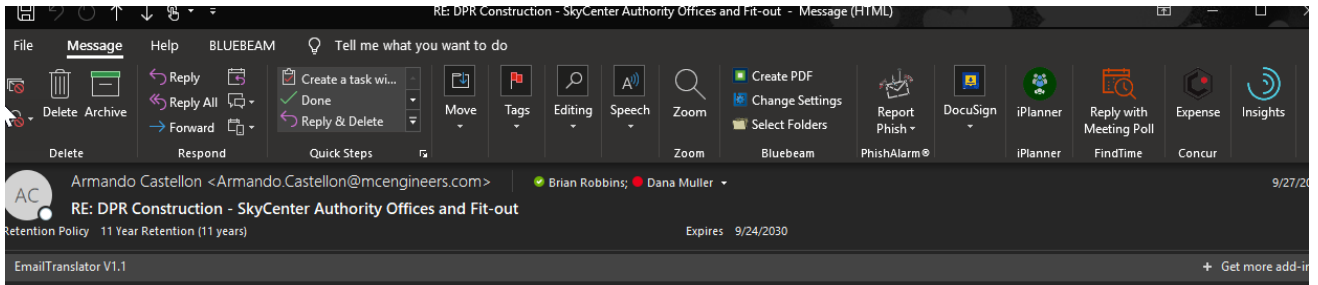 RE: DPR Construction - SkyCenter Authority Offices and Fit-out - Message (HTML)
File Message Help BLUEBEAM Tell me what you want to do
Delete Archive
Reply
Reply All
Forward
Create a task wi...
Done
Reply & Delete
Move
Tags
Editing
Speech
Zoom
Create PDF
Change Settings
Select Folders
Report
Phish
DocuSign
iPlanner
Reply with
Meeting Poll
Expense
Insights
Delete Respond Quick Steps Zoom Bluebeam PhishAlarm® iPlanner FindTime Concur
AC
Armando Castellon <Armando.Castellon@mcengineers.com> Brian Robbins; Dana Muller 9/27/20
RE: DPR Construction - SkyCenter Authority Offices and Fit-out
Retention Policy 11 Year Retention (11 years) Expires 9/24/2030
EmailTranslator V1.1 + Get more add-in